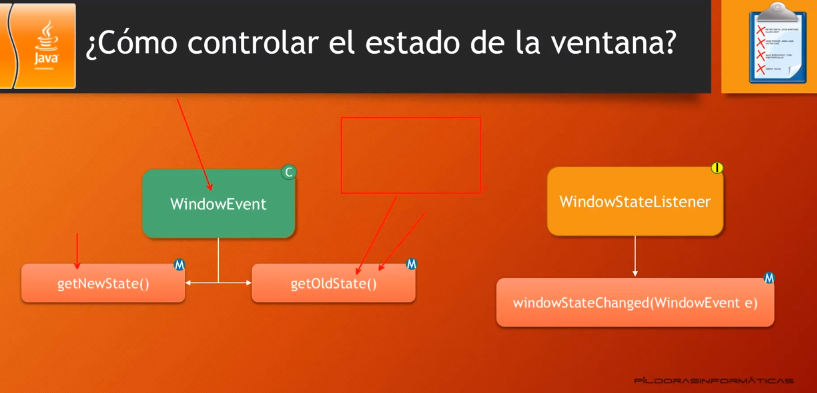 Java
¿Cómo controlar el estado de la ventana?
C
WindowEvent
I
WindowStateListener
M
getNewState()
M
getOldState()
M
windowStateChanged(WindowEvent e)
PÍLDORASINFORMÁTICAS